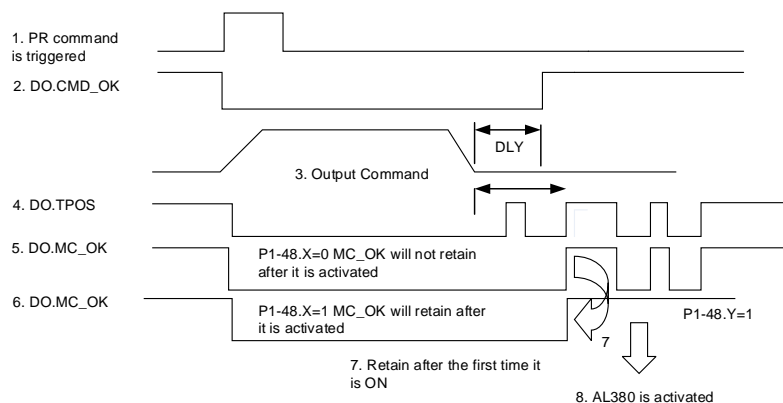 1. PR command
is triggered
2. DO.CMD_OK
DLY
3. Output Command
4. DO.TPOS
5. DO.MC_OK
P1-48.X=0 MC_OK will not retain
after it is activated
6. DO.MC_OK
P1-48.X=1 MC_OK will retain after
it is activated
P1-48.Y=1
7
7. Retain after the first time it
is ON
8. AL380 is activated